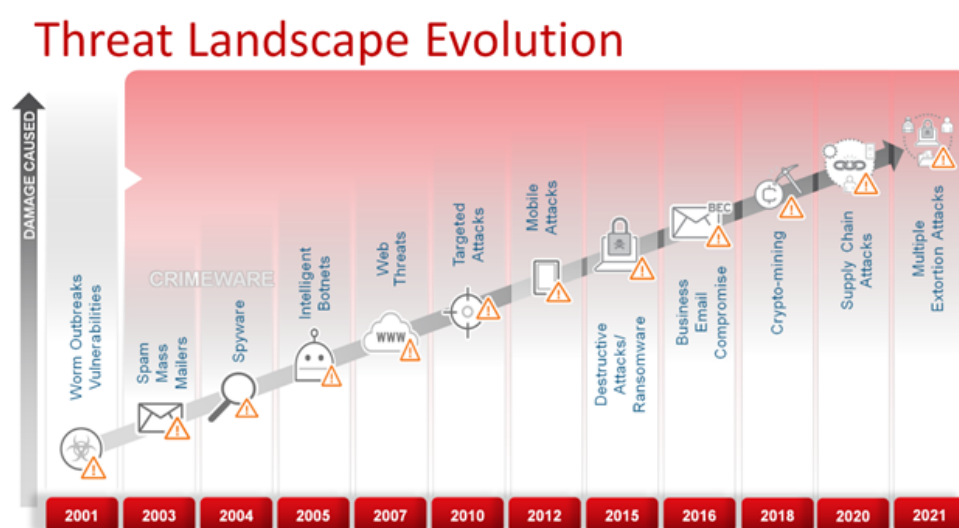 Threat Landscape Evolution
DAMAGE CAUSED
CRIMEWARE
Worm Outbreaks
Vulnerabilities
Spam
Mass
Mailers
Spyware
Intelligent
Botnets
Web
Threats
WWW
Targeted
Attacks
Mobile
Attacks
Destructive
Attacks/
Ransomware
BEC
Business
Email
Compromise
Crypto-mining
Supply Chain
Attacks
Multiple
Extortion Attacks
2001
2003
2004
2005
2007
2010
2012
2015
2016
2018
2020
2021